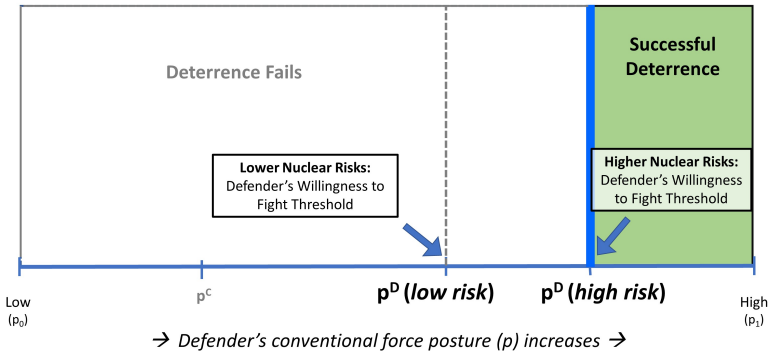 Deterrence Fails
Successful
Deterrence
Lower Nuclear Risks:
Defender's Willingness to
Fight Threshold
Higher Nuclear Risks:
Defender's Willingness
to Fight Threshold
Low
(p₀)
pᶜ
pᴰ (low risk)
pᴰ (high risk)
High
(p₁)
→ Defender's conventional force posture (p) increases →